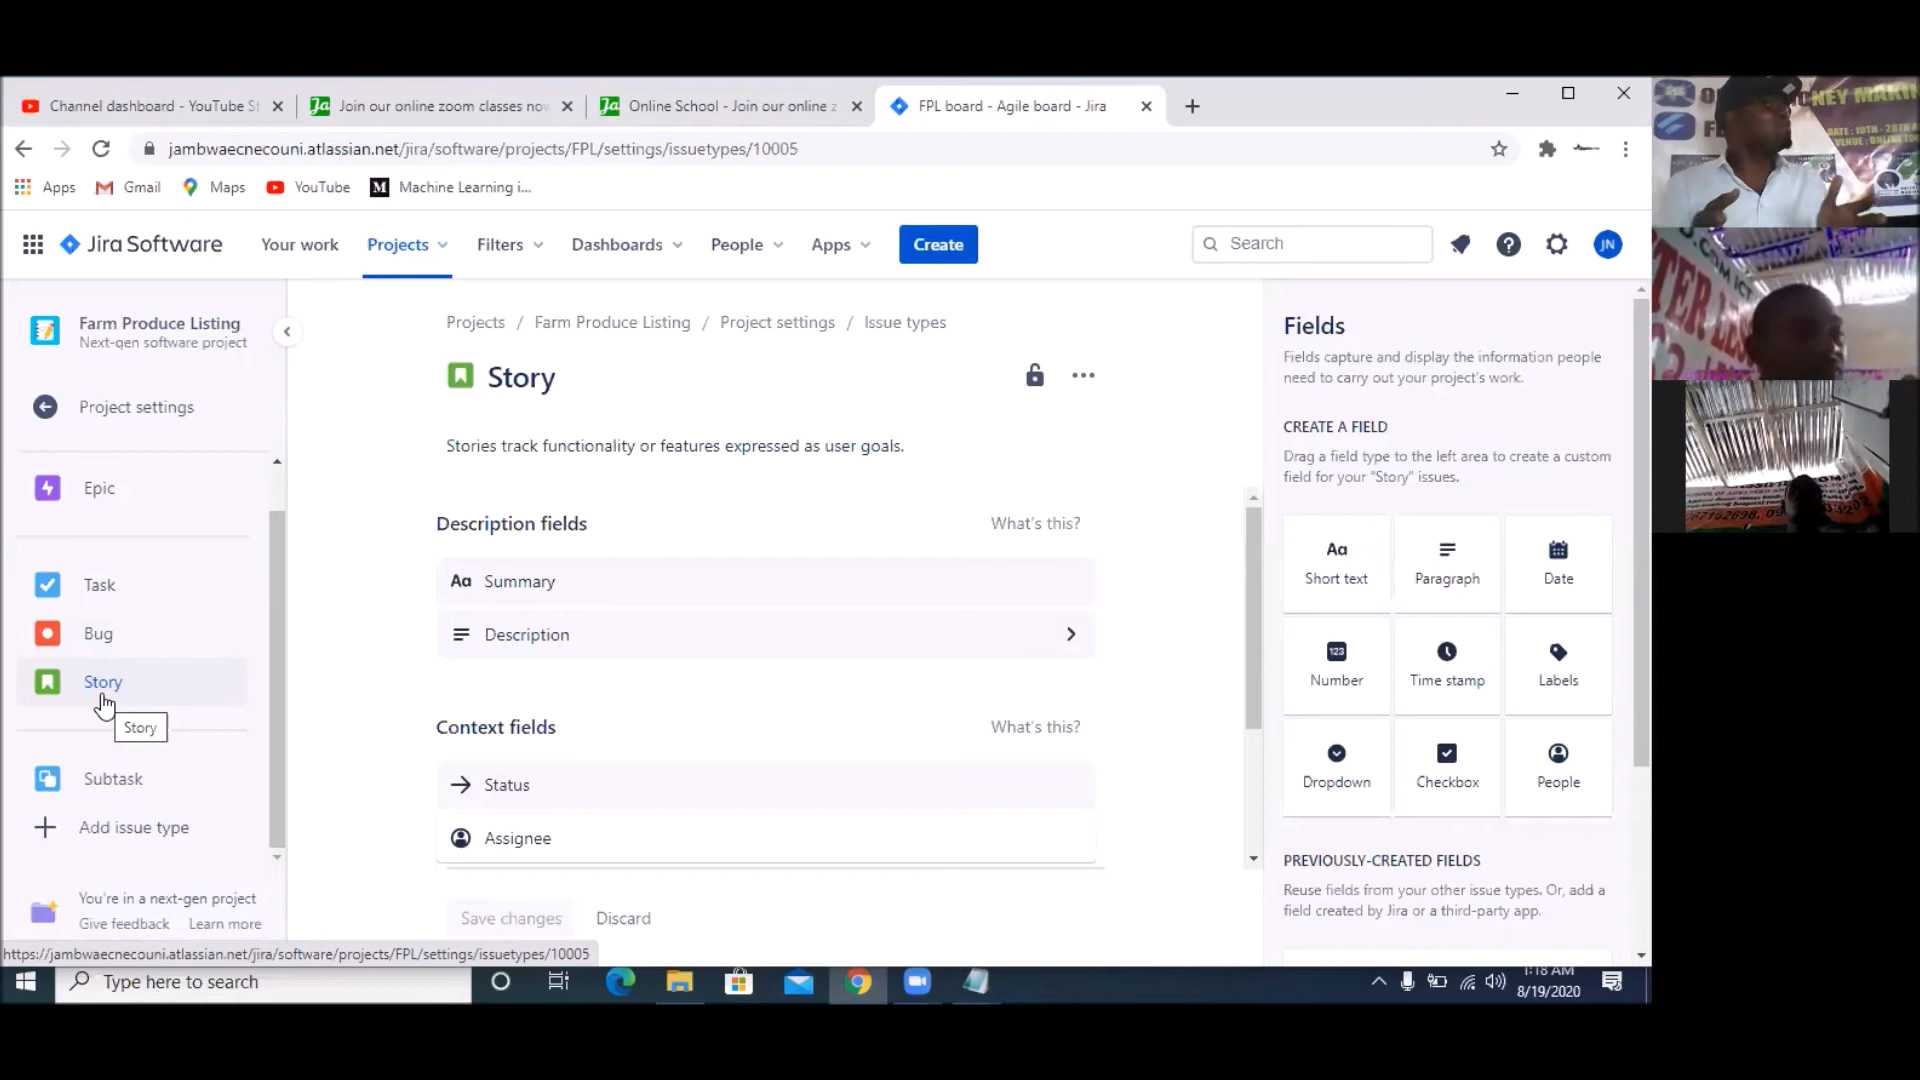 Channel dashboard - YouTube St
Join our online zoom classes nov
Online School - Join our online z
FPL board - Agile board - Jira
jambwaecnecouni.atlassian.net/jira/software/projects/FPL/settings/issuetypes/10005
Apps
Gmail
Maps
YouTube
M
Machine Learning i...
Jira Software
Your work
Projects
Filters
Dashboards
People
Apps
Create
Search
JN
Farm Produce Listing
Next-gen software project
Project settings
Epic
Task
Bug
Story
Story
Subtask
Add issue type
You're in a next-gen project
Give feedback
Learn more
Projects / Farm Produce Listing / Project settings / Issue types
Story
Stories track functionality or features expressed as user goals.
Description fields
What's this?
Aa Summary
Description
Context fields
What's this?
Status
Assignee
Save changes
Discard
Fields
Fields capture and display the information people
need to carry out your project's work.
CREATE A FIELD
Drag a field type to the left area to create a custom
field for your "Story" issues.
Aa
Short text
Paragraph
Date
123
Number
Time stamp
Labels
Dropdown
Checkbox
People
PREVIOUSLY-CREATED FIELDS
Reuse fields from your other issue types. Or, add a
field created by Jira or a third-party app.
https://jambwaecnecouni.atlassian.net/jira/software/projects/FPL/settings/issuetypes/10005
Type here to search
1:18 AM
8/19/2020
NEY MAKIN